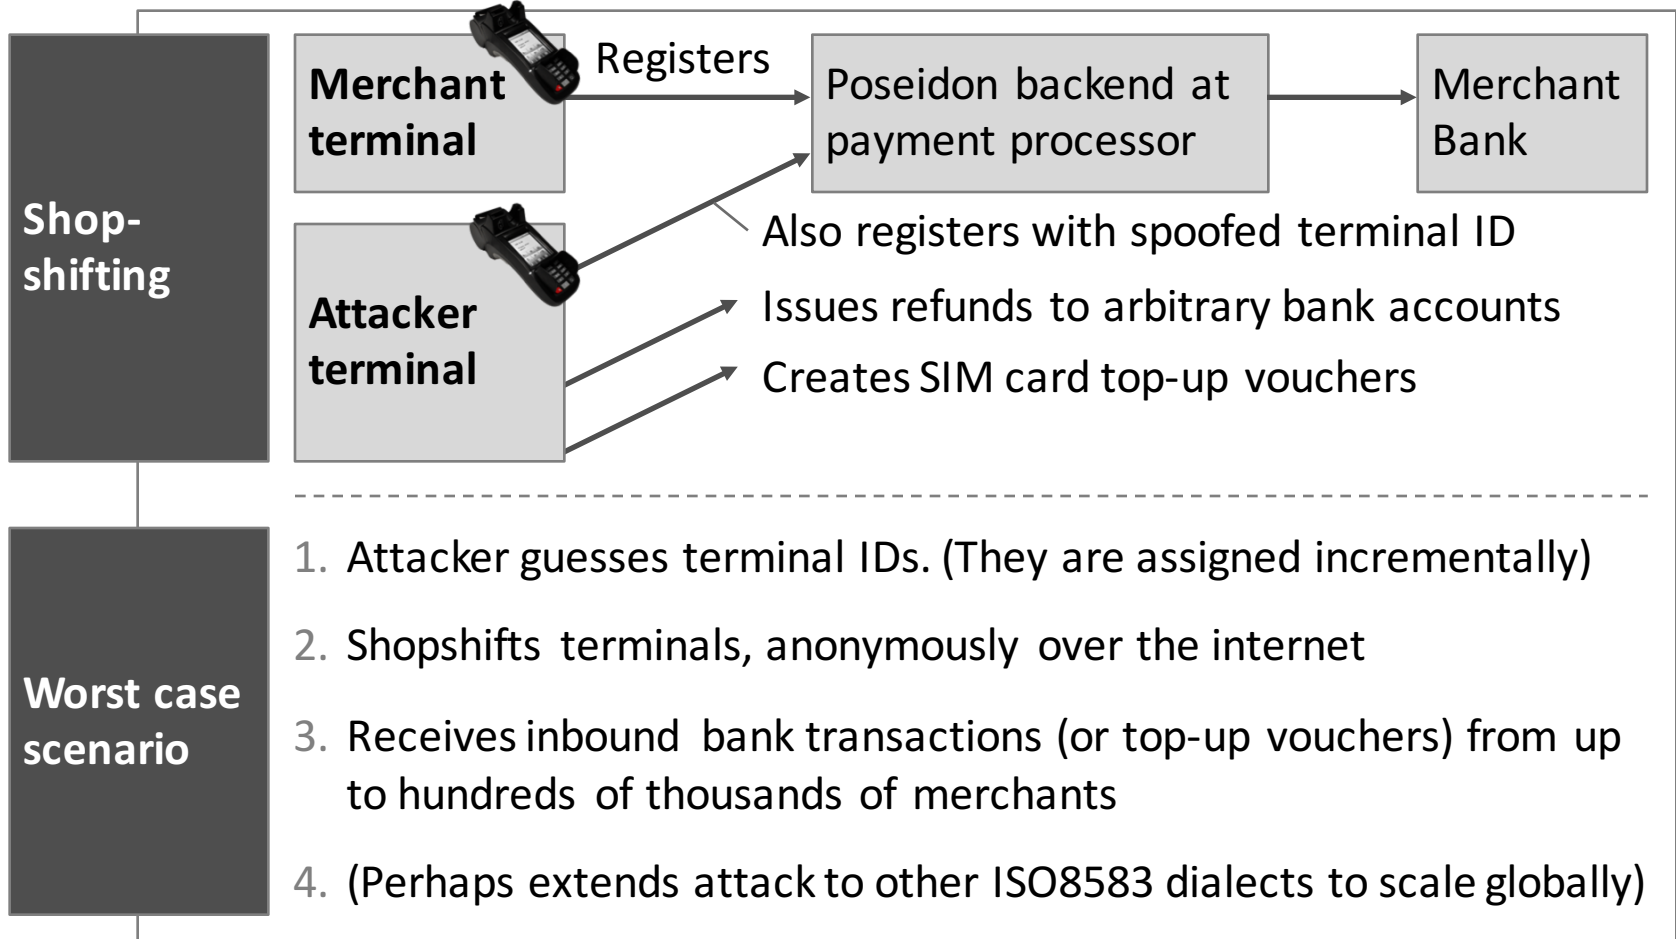 Shop-
shifting
Merchant
terminal
Registers
Poseidon backend at
payment processor
Merchant
Bank
Attacker
terminal
Also registers with spoofed terminal ID
Issues refunds to arbitrary bank accounts
Creates SIM card top-up vouchers
Worst case
scenario
1. Attacker guesses terminal IDs. (They are assigned incrementally)
2. Shopshifts terminals, anonymously over the internet
3. Receives inbound bank transactions (or top-up vouchers) from up
to hundreds of thousands of merchants
4. (Perhaps extends attack to other ISO8583 dialects to scale globally)